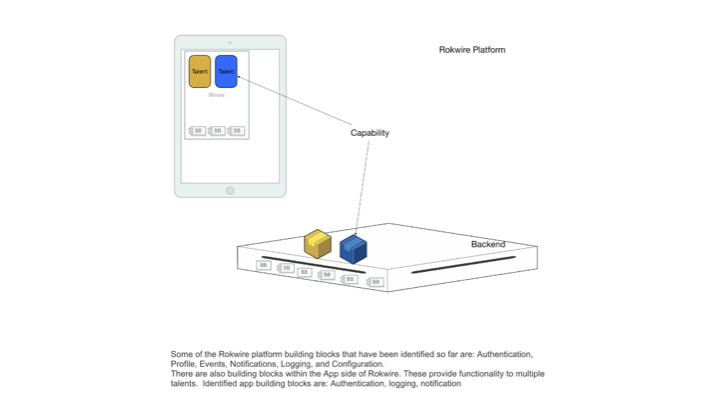 Rokwire Platform
Talent Talent
Illinois
BB BB BB
Capability
Backend
BB BB BB BB BB BB
Some of the Rokwire platform building blocks that have been identified so far are: Authentication,
Profile, Events, Notifications, Logging, and Configuration.
There are also building blocks within the App side of Rokwire. These provide functionality to multiple
talents.  Identified app building blocks are: Authentication, logging, notification